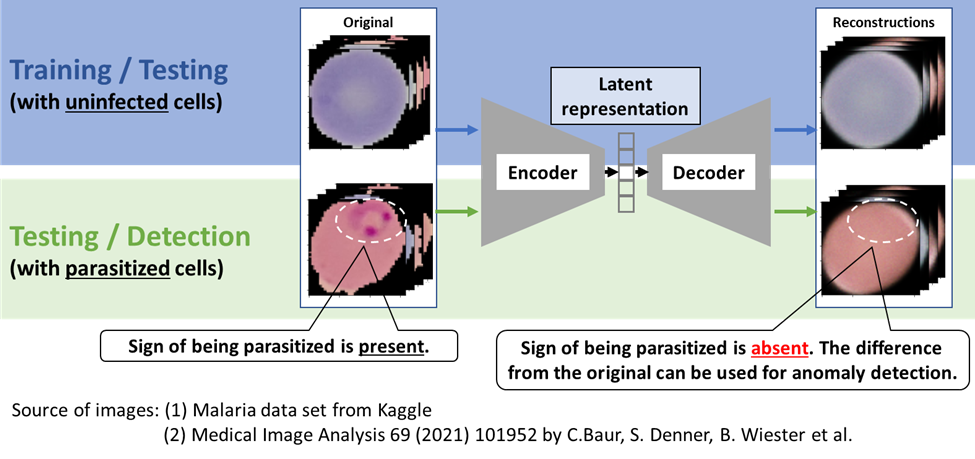 Original
Reconstructions
Training / Testing
(with uninfected cells)
Latent
representation
Encoder
Decoder
Testing / Detection
(with parasitized cells)
Sign of being parasitized is present.
Sign of being parasitized is absent. The difference
from the original can be used for anomaly detection.
Source of images: (1) Malaria data set from Kaggle
(2) Medical Image Analysis 69 (2021) 101952 by C.Baur, S. Denner, B. Wiester et al.